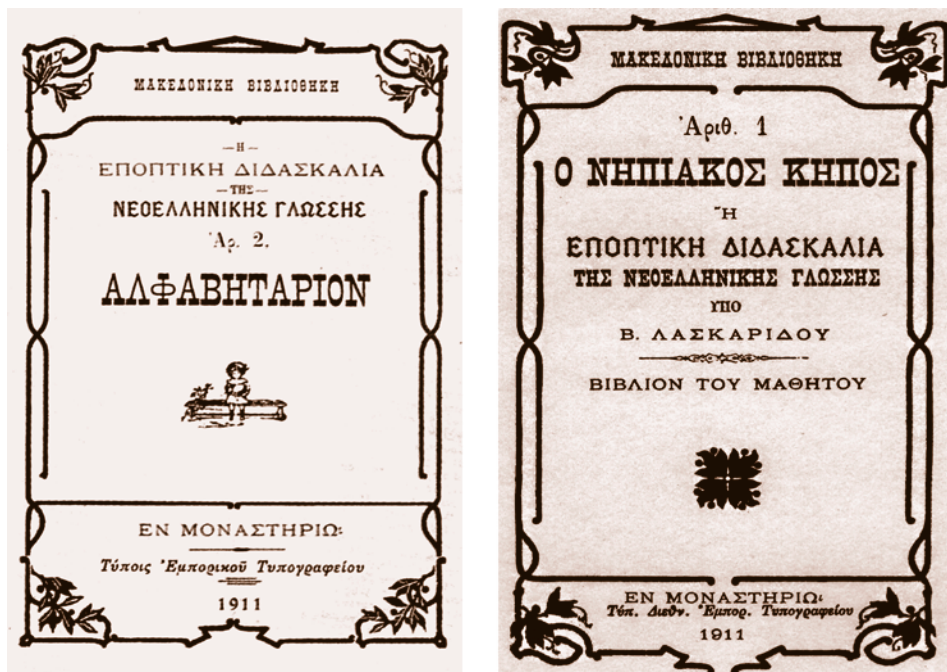 ΜΑΚΕΔΟΝΙΚΗ ΒΙΒΛΙΟΘΗΚΗ
—Η—
ΕΠΟΠΤΙΚΗ ΔΙΔΑΣΚΑΛΙΑ
—ΤΗΣ—
ΝΕΟΕΛΛΗΝΙΚΗΣ ΓΛΩΣΣΗΣ
Ἀρ. 2.
ΑΛΦΑΒΗΤΑΡΙΟΝ
ΕΝ ΜΟΝΑΣΤΗΡΙΩι
Τύποις Ἐμπορικοῦ Τυπογραφείου
1911
ΜΑΚΕΔΟΝΙΚΗ ΒΙΒΛΙΟΘΗΚΗ
Ἀριθ. 1
Ο ΝΗΠΙΑΚΟΣ ΚΗΠΟΣ
Ἢ
ΕΠΟΠΤΙΚΗ ΔΙΔΑΣΚΑΛΙΑ
ΤΗΣ ΝΕΟΕΛΛΗΝΙΚΗΣ ΓΛΩΣΣΗΣ
ΥΠΟ
Β. ΛΑΣΚΑΡΙΔΟΥ
ΒΙΒΛΙΟΝ ΤΟΥ ΜΑΘΗΤΟΥ
ΕΝ ΜΟΝΑΣΤΗΡΙΩι
Τύπ. Διεθν. Ἐμπορ. Τυπογραφείου
1911